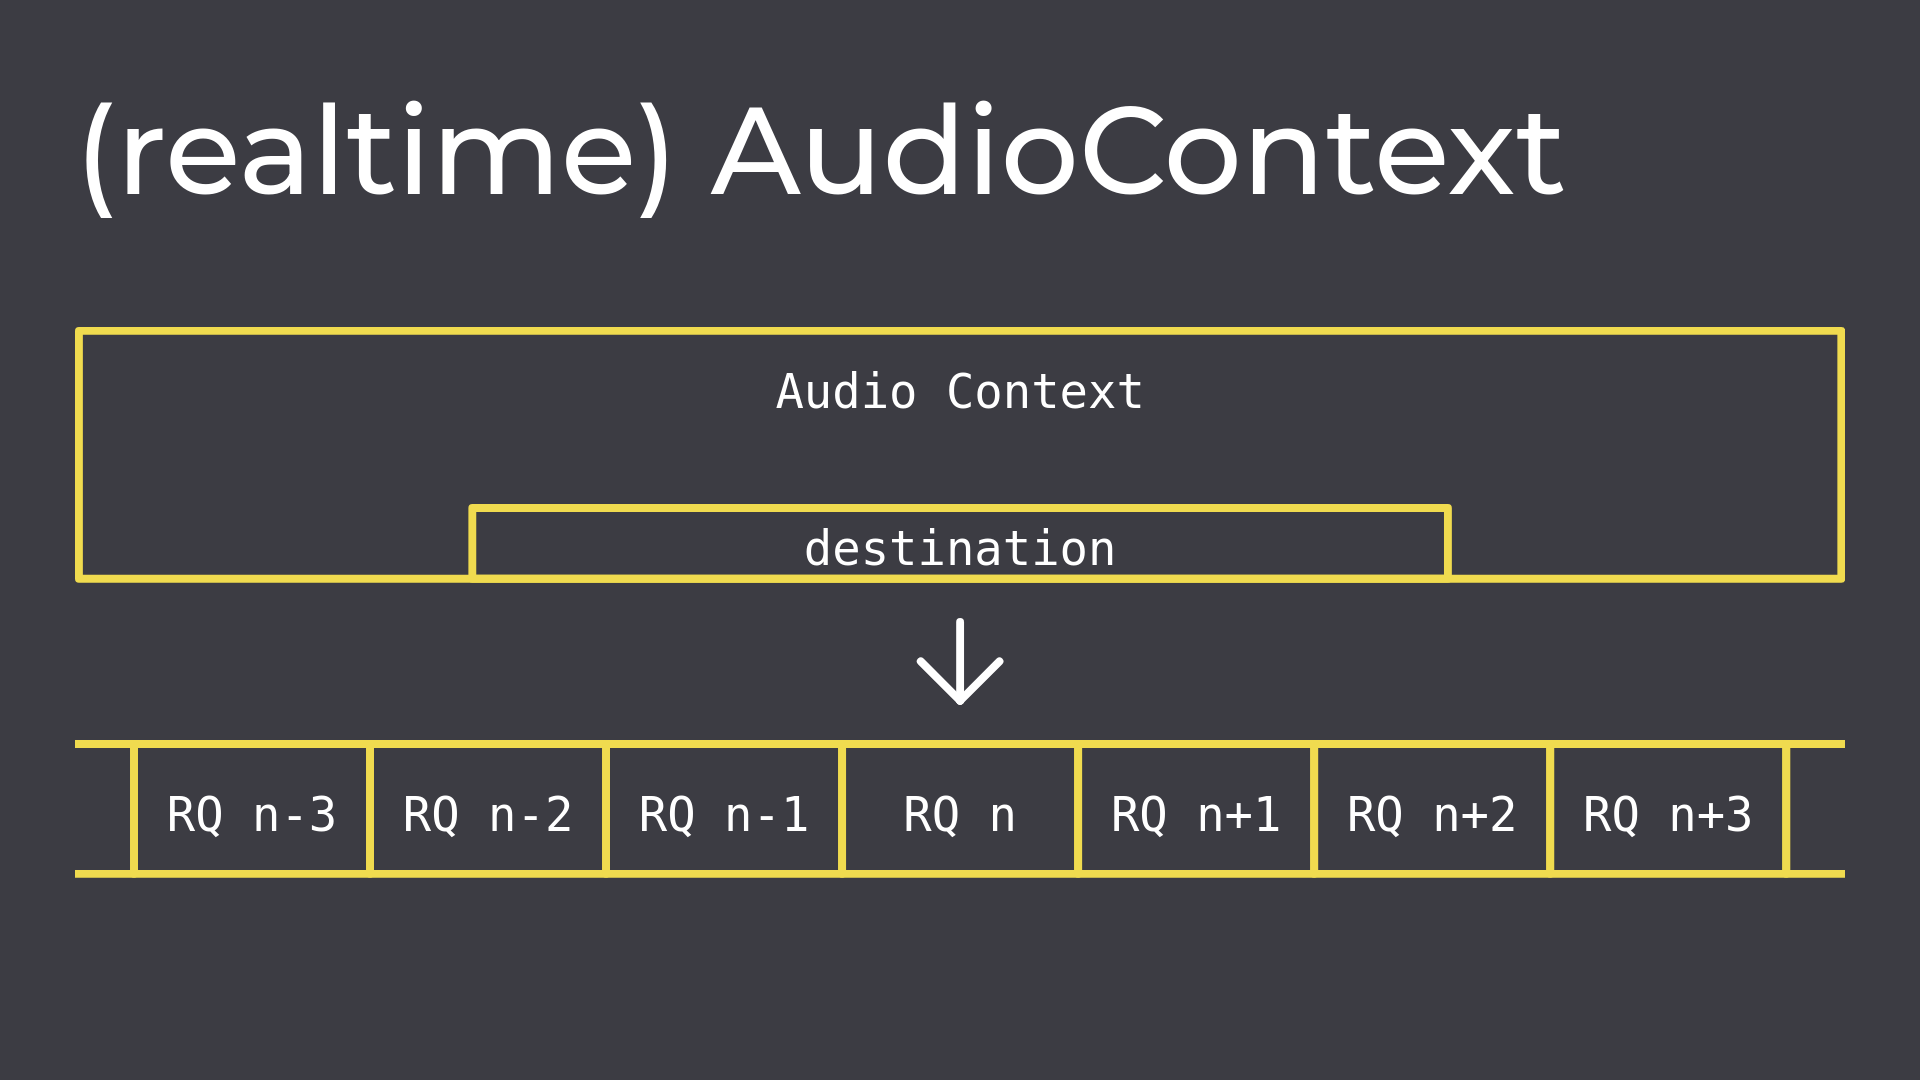 (realtime) AudioContext
Audio Context
destination
RQ n-3 RQ n-2 RQ n-1 RQ n RQ n+1 RQ n+2 RQ n+3